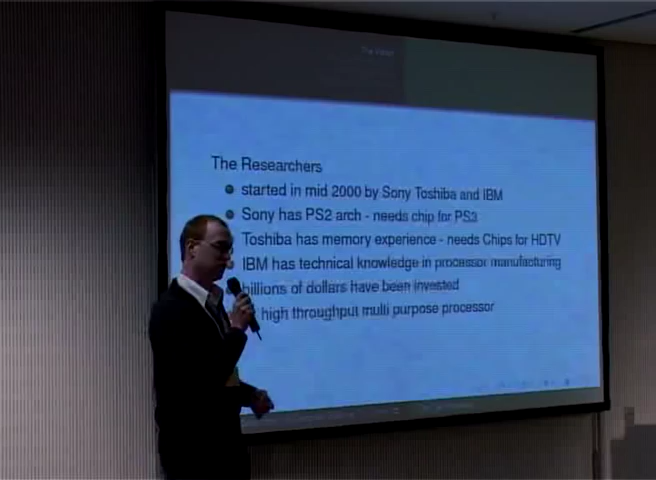 The Researchers
started in mid 2000 by Sony Toshiba and IBM
Sony has PS2 arch - needs chip for PS3
Toshiba has memory experience - needs Chips for HDTV
IBM has technical knowledge in processor manufacturing
billions of dollars have been invested
high throughput multi purpose processor